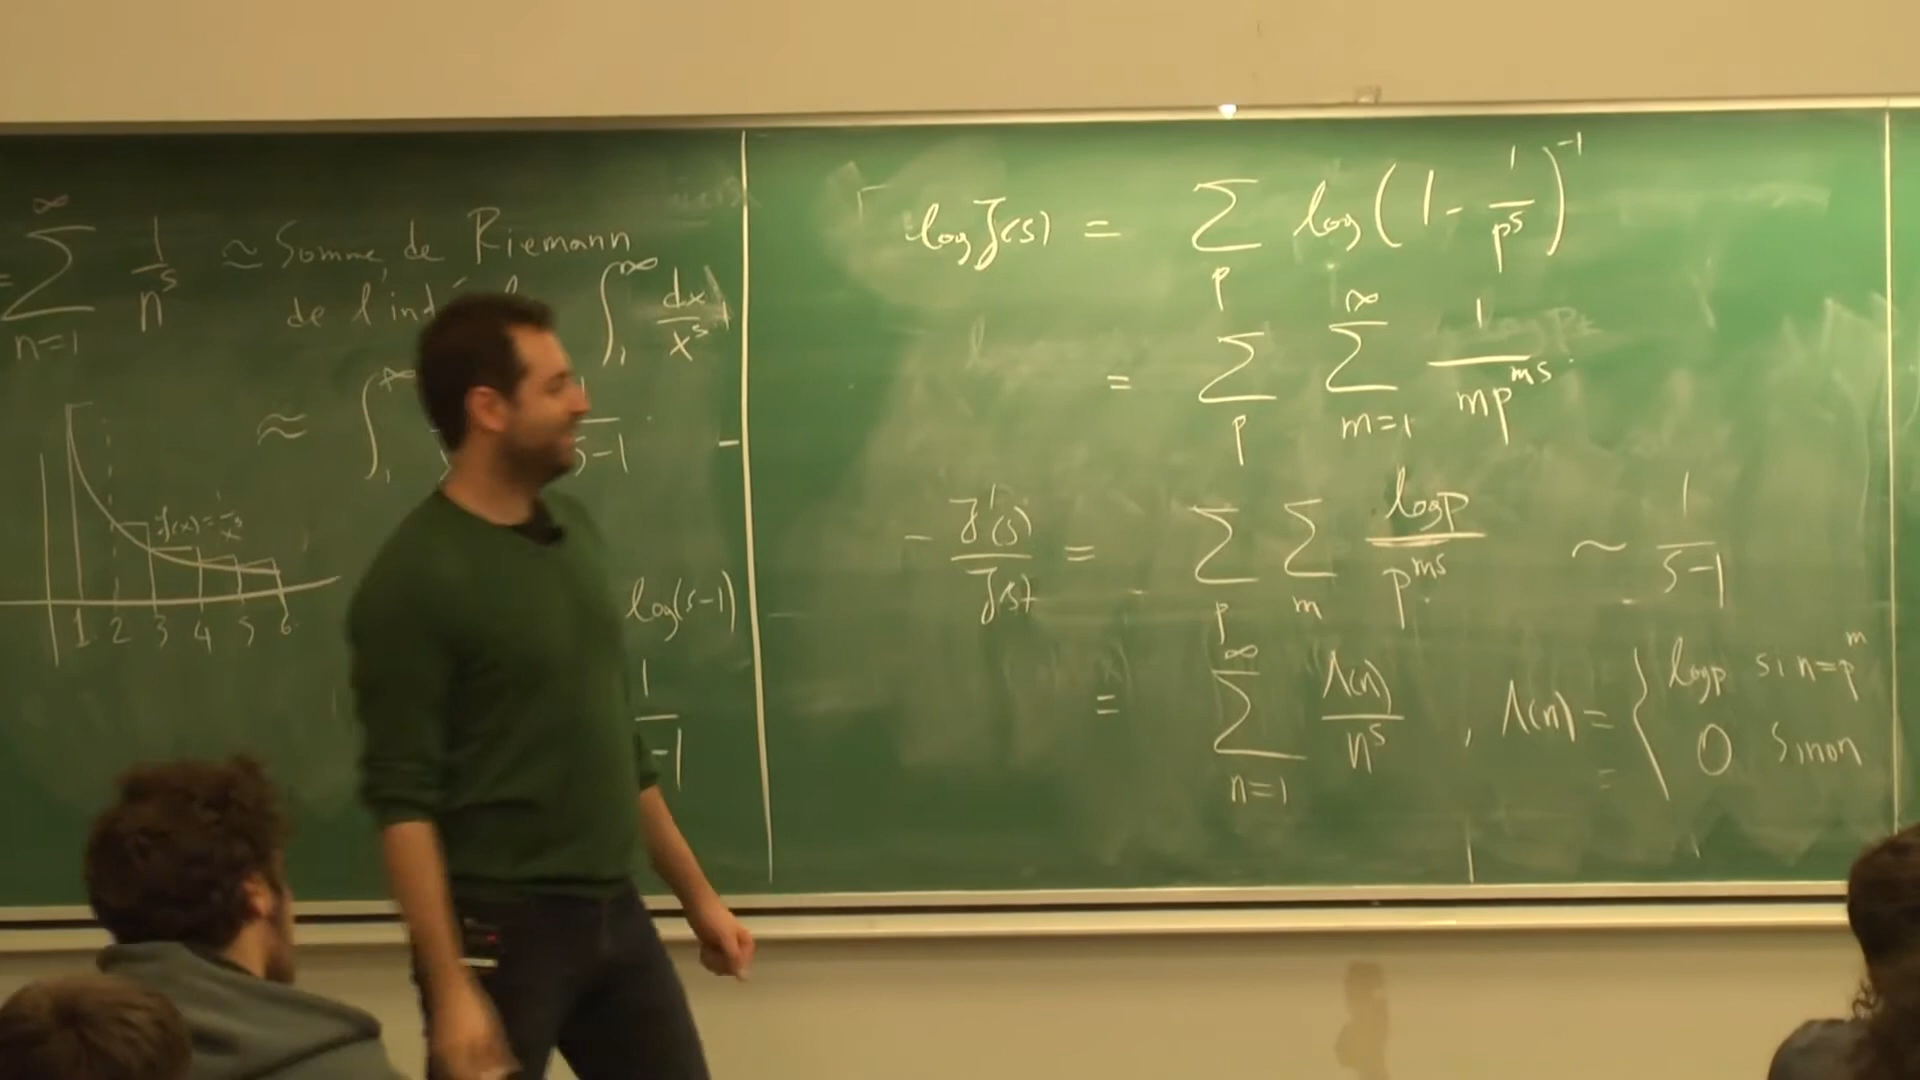 = ∑_{n=1}^{∞} 1/n^s ≈ Somme de Riemann
de l'int ∫_1^∞ dx/x^s
≈ ∫_1^∞ s-1
f(x) = 1/x^s
1 2 3 4 5 6
log(s-1)
1
-1
log ζ(s) = ∑_p log(1 - 1/p^s)^{-1}
= ∑_p ∑_{m=1}^{∞} 1/(mp^{ms})
- ζ'(s)/ζ(s) = ∑_p ∑_m log p/p^{ms} ~ 1/(s-1)
= ∑_{n=1}^{∞} Λ(n)/n^s , Λ(n) = { log p si n=p^m
0 sinon